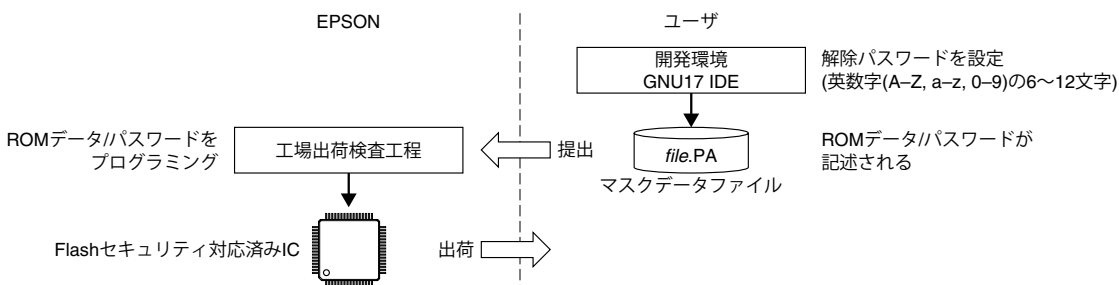 EPSON
ユーザ
開発環境
GNU17 IDE
解除パスワードを設定
(英数字(A–Z, a–z, 0–9)の6～12文字)
ROMデータ/パスワードを
プログラミング
工場出荷検査工程
提出
file.PA
マスクデータファイル
ROMデータ/パスワードが
記述される
Flashセキュリティ対応済みIC
出荷